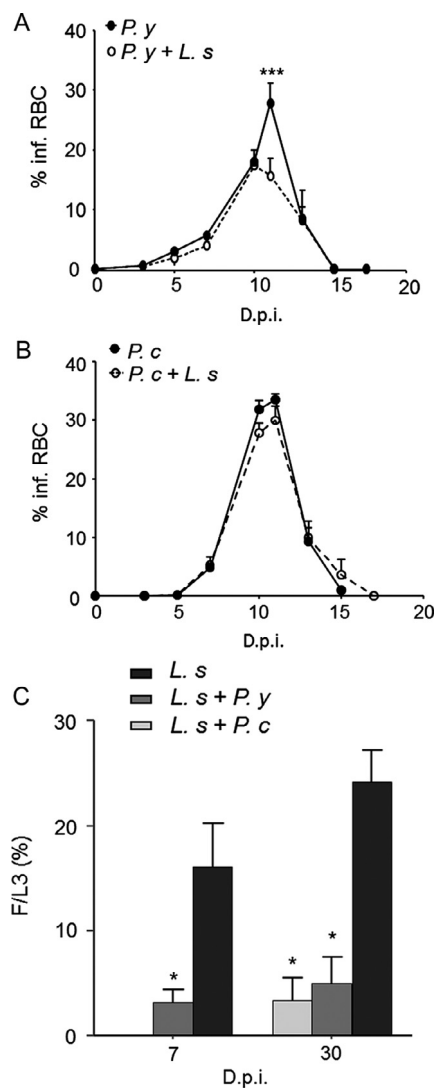 A
P. y
P. y + L. s
***
% inf. RBC
40
30
20
10
0
0 5 10 15 20
D.p.i.
B
P. c
P. c + L. s
% inf. RBC
40
30
20
10
0
0 5 10 15 20
D.p.i.
C
L. s
L. s + P. y
L. s + P. c
F/L3 (%)
30
20
10
0
* * *
7 30
D.p.i.